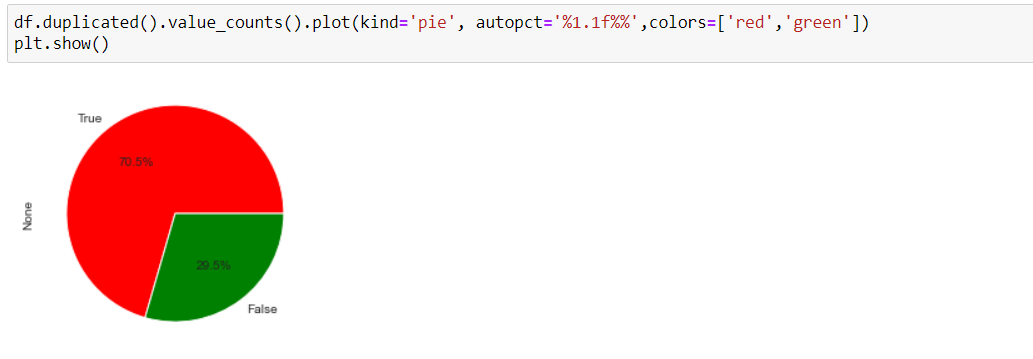 df.duplicated().value_counts().plot(kind='pie', autopct='%1.1f%%',colors=['red','green'])
plt.show()
True
70.5%
None
29.5%
False